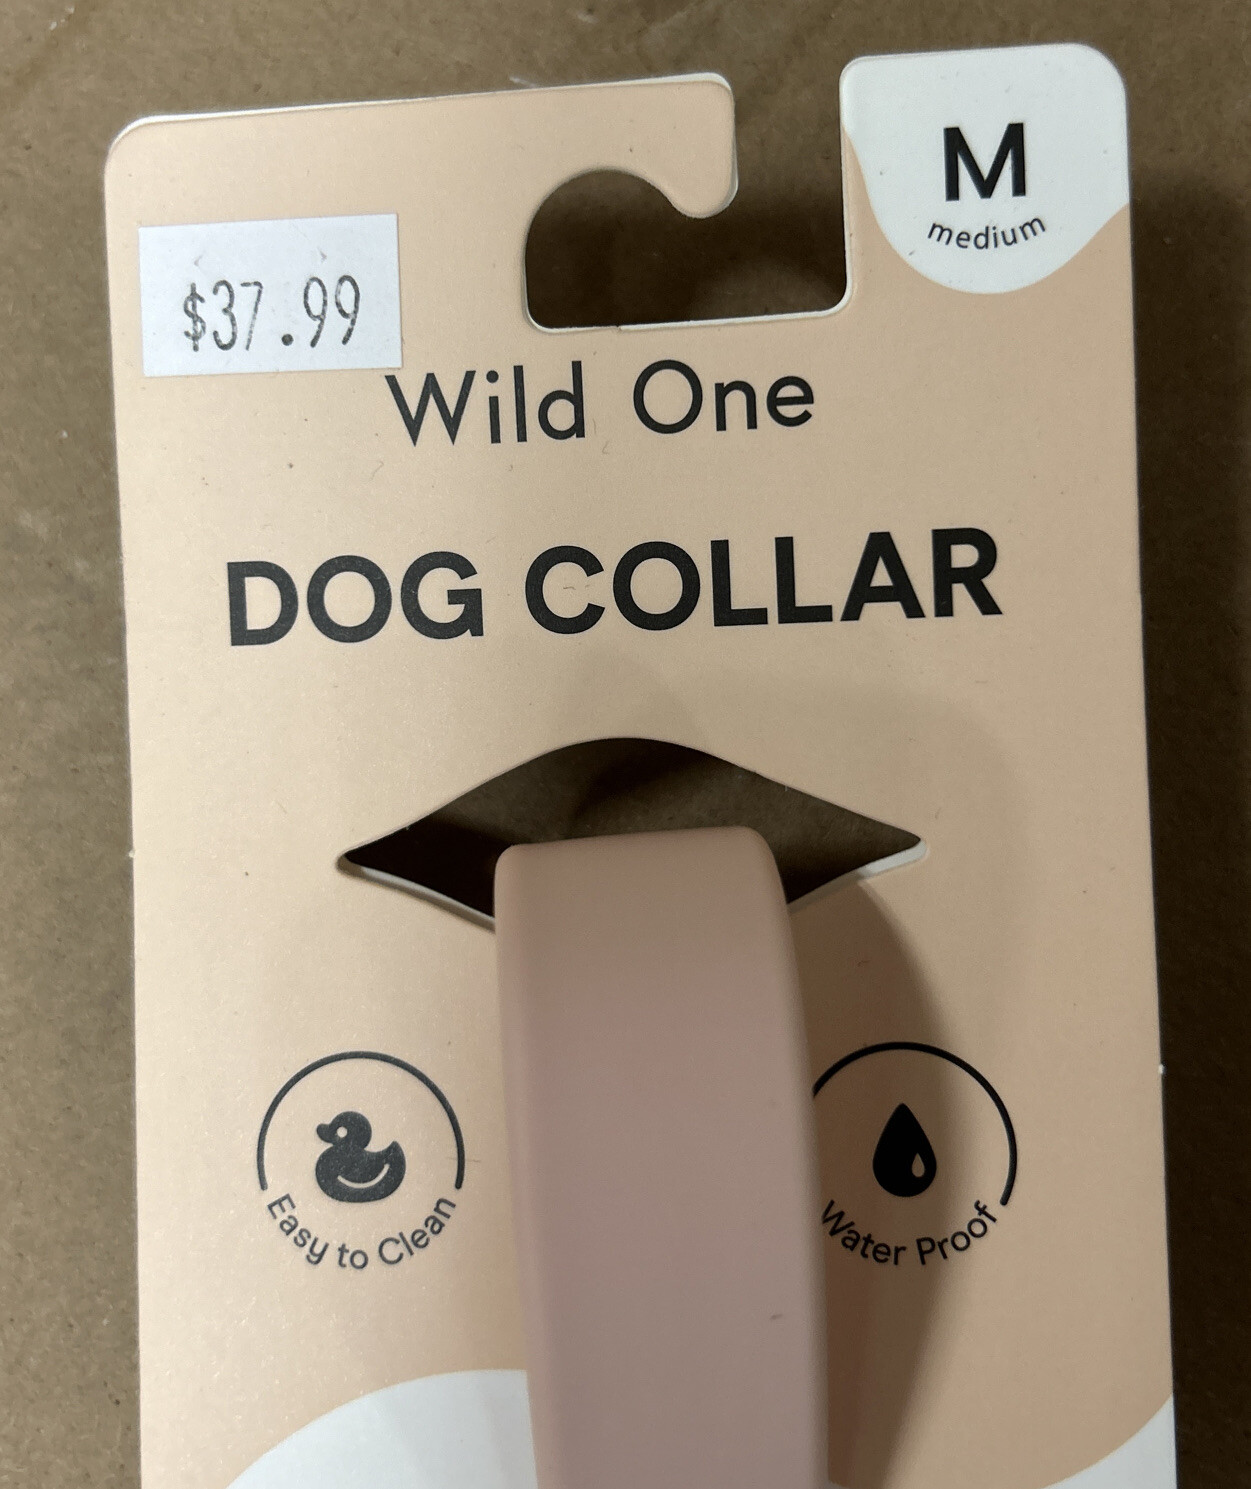 M
medium
$37.99
Wild One
DOG COLLAR
Easy to Clean
Water Proof